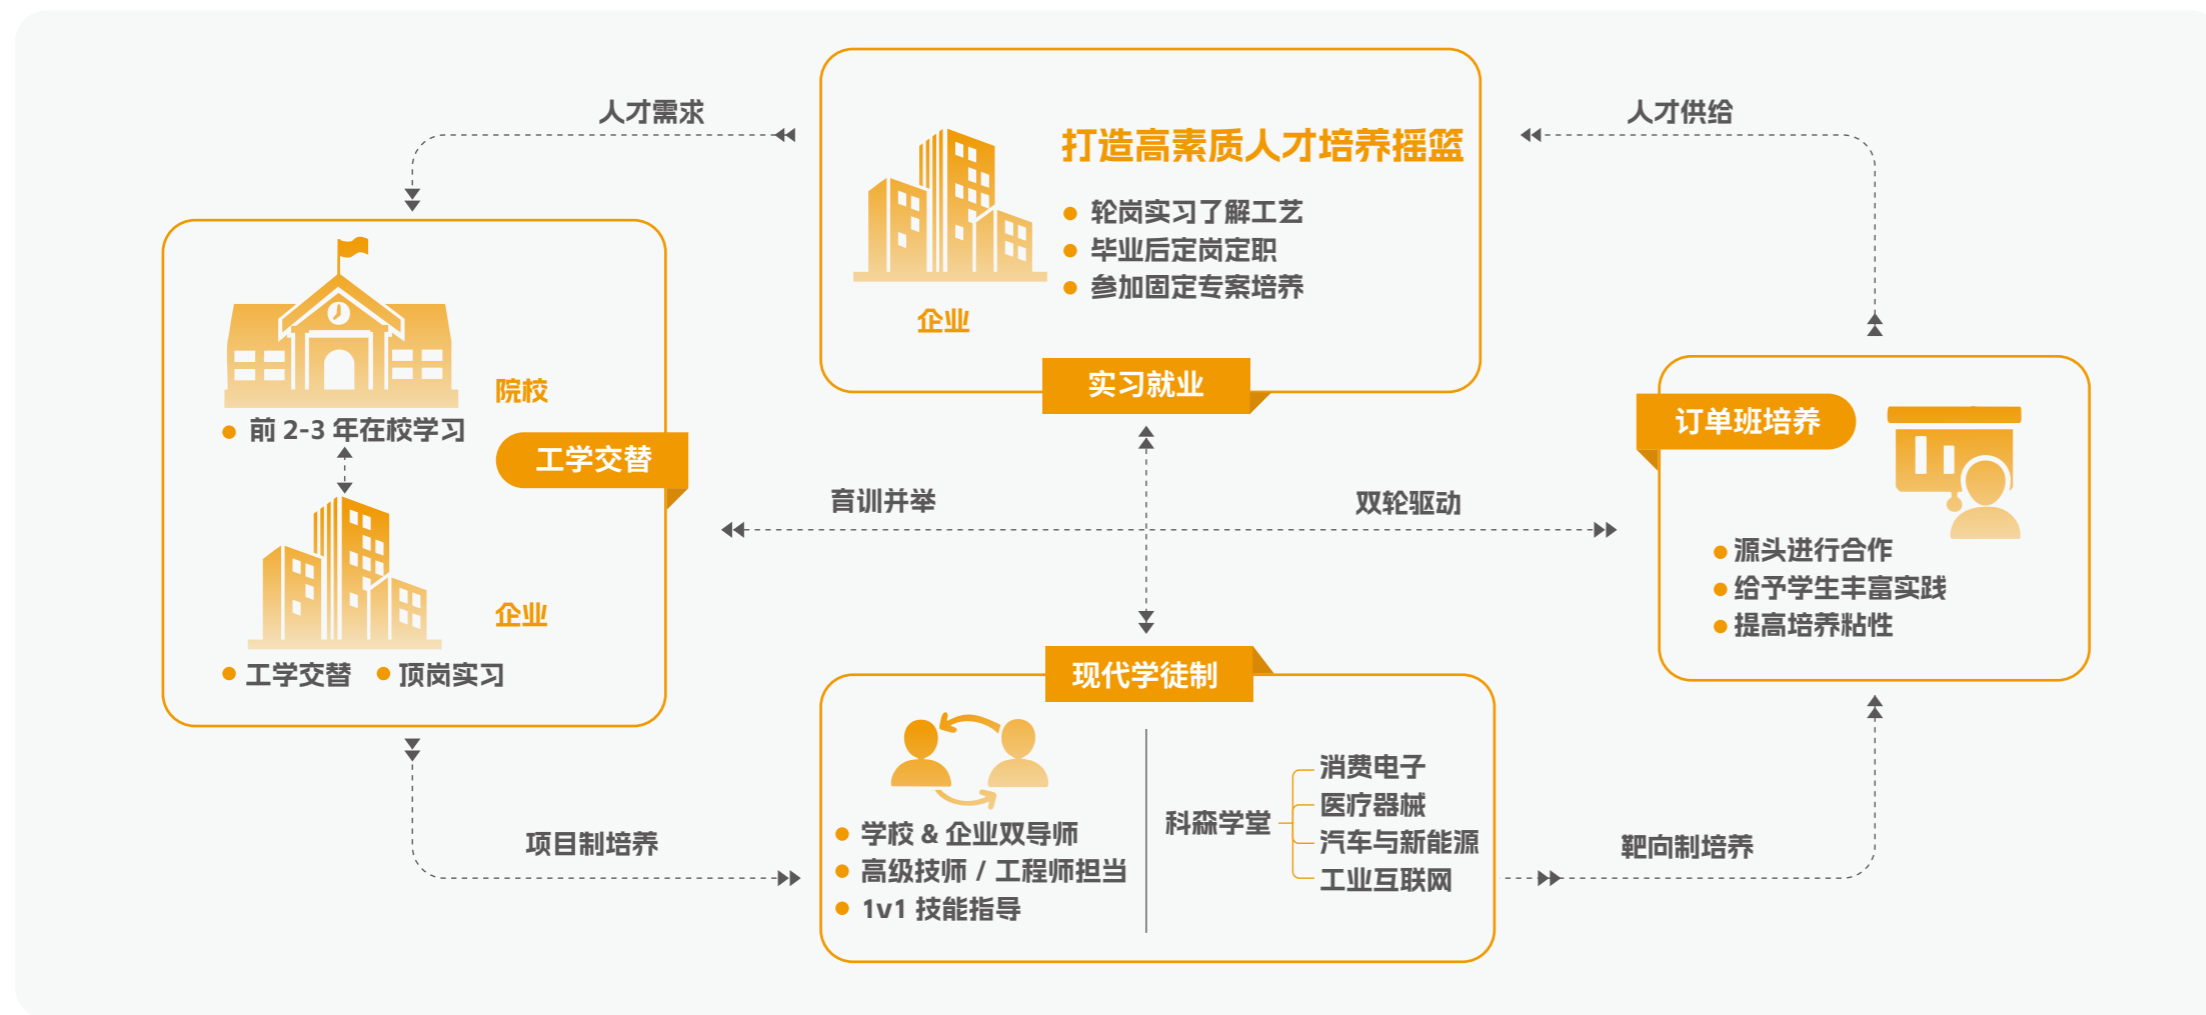 人才需求
人才供给
打造高素质人才培养摇篮
轮岗实习了解工艺
毕业后定岗定职
参加固定专案培养
企业
实习就业
院校
前 2-3 年在校学习
工学交替
企业
工学交替
顶岗实习
育训并举
双轮驱动
订单班培养
源头进行合作
给予学生丰富实践
提高培养粘性
现代学徒制
学校 & 企业双导师
高级技师 / 工程师担当
1v1 技能指导
科森学堂
消费电子
医疗器械
汽车与新能源
工业互联网
项目制培养
靶向制培养